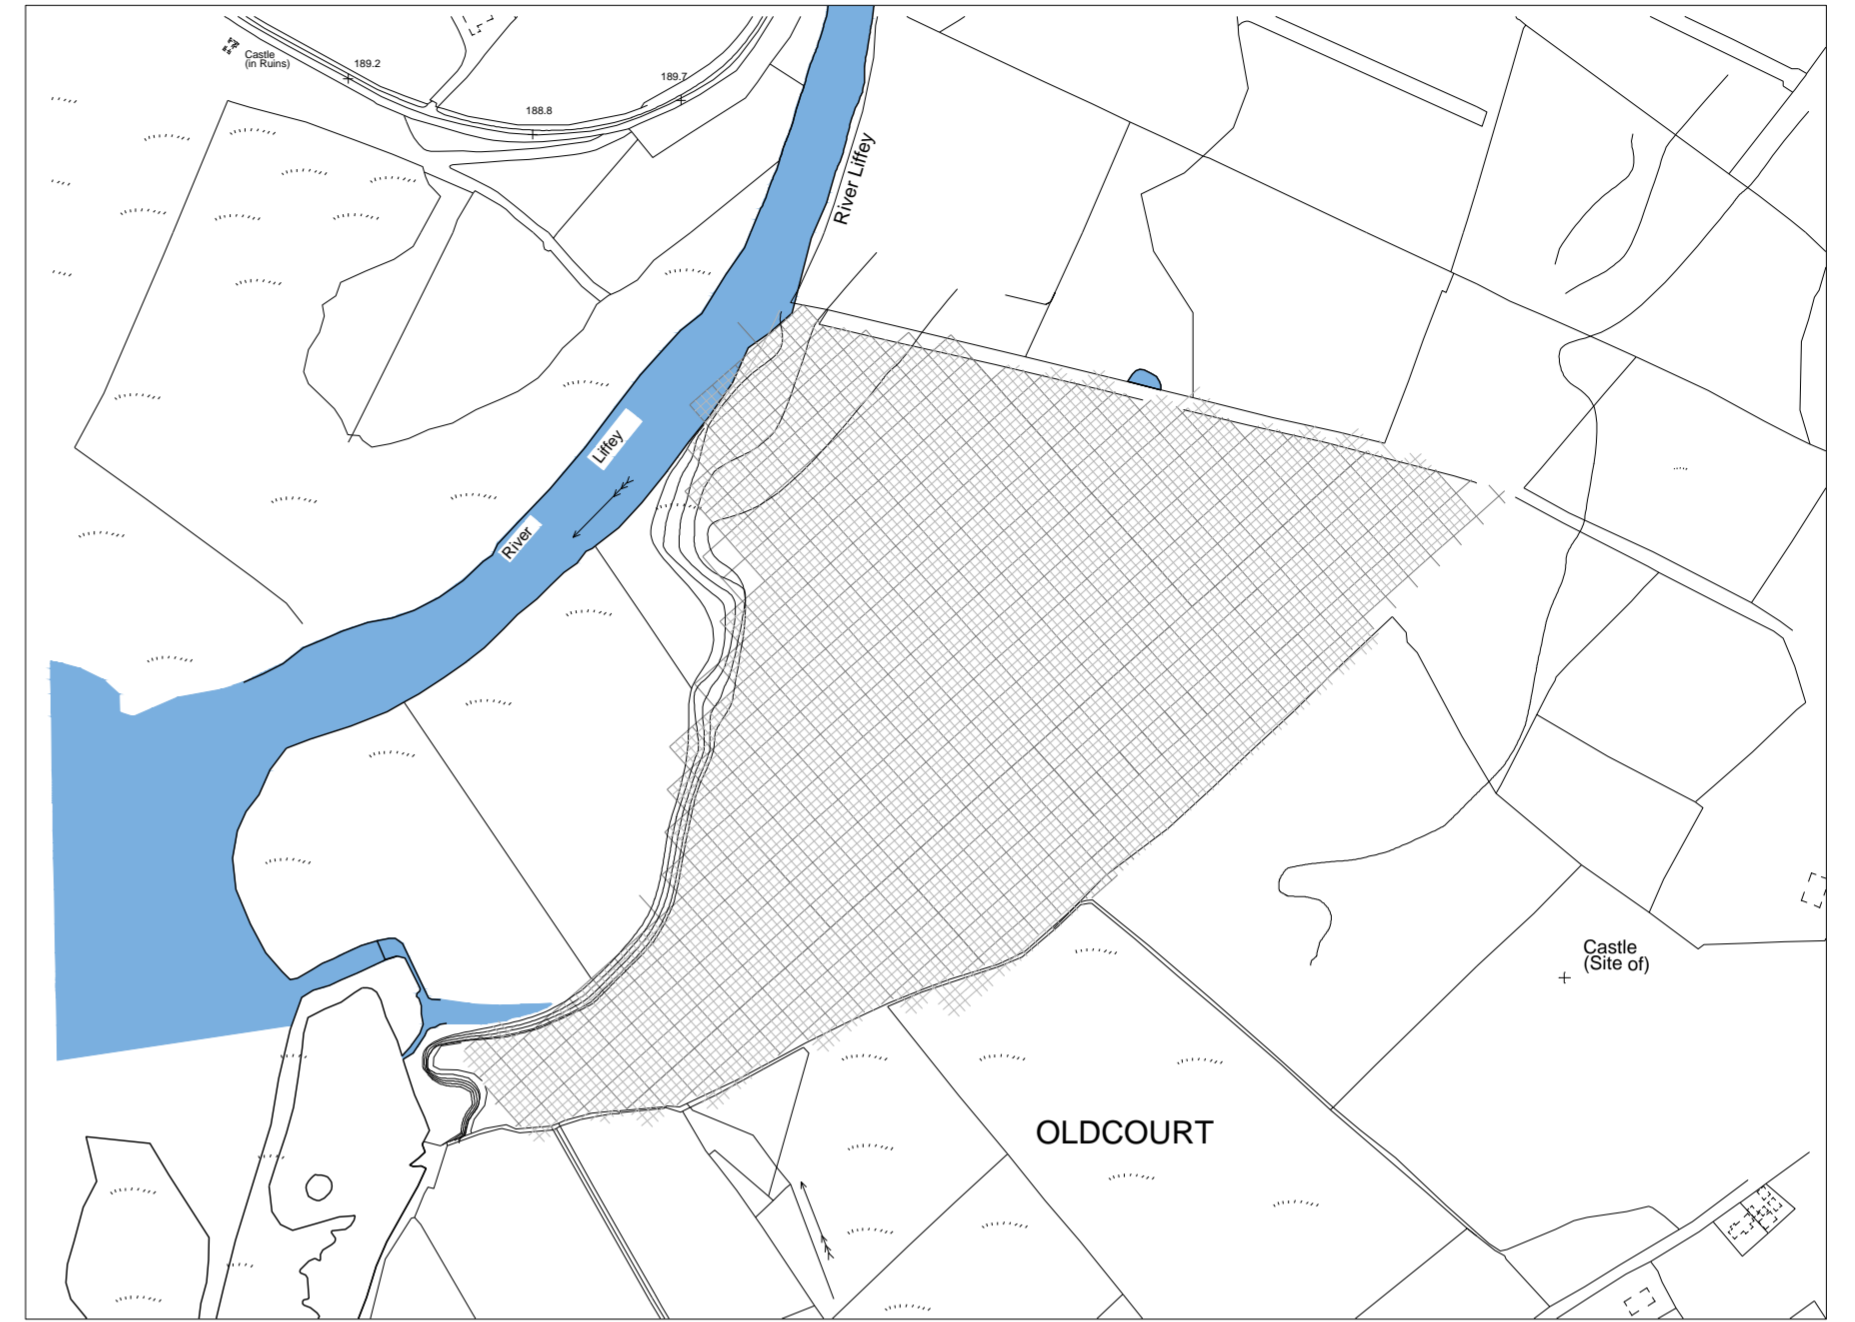 Castle
(in Ruins)
189.2
189.7
188.8
River Liffey
Liffey
River
Castle
(Site of)
OLDCOURT